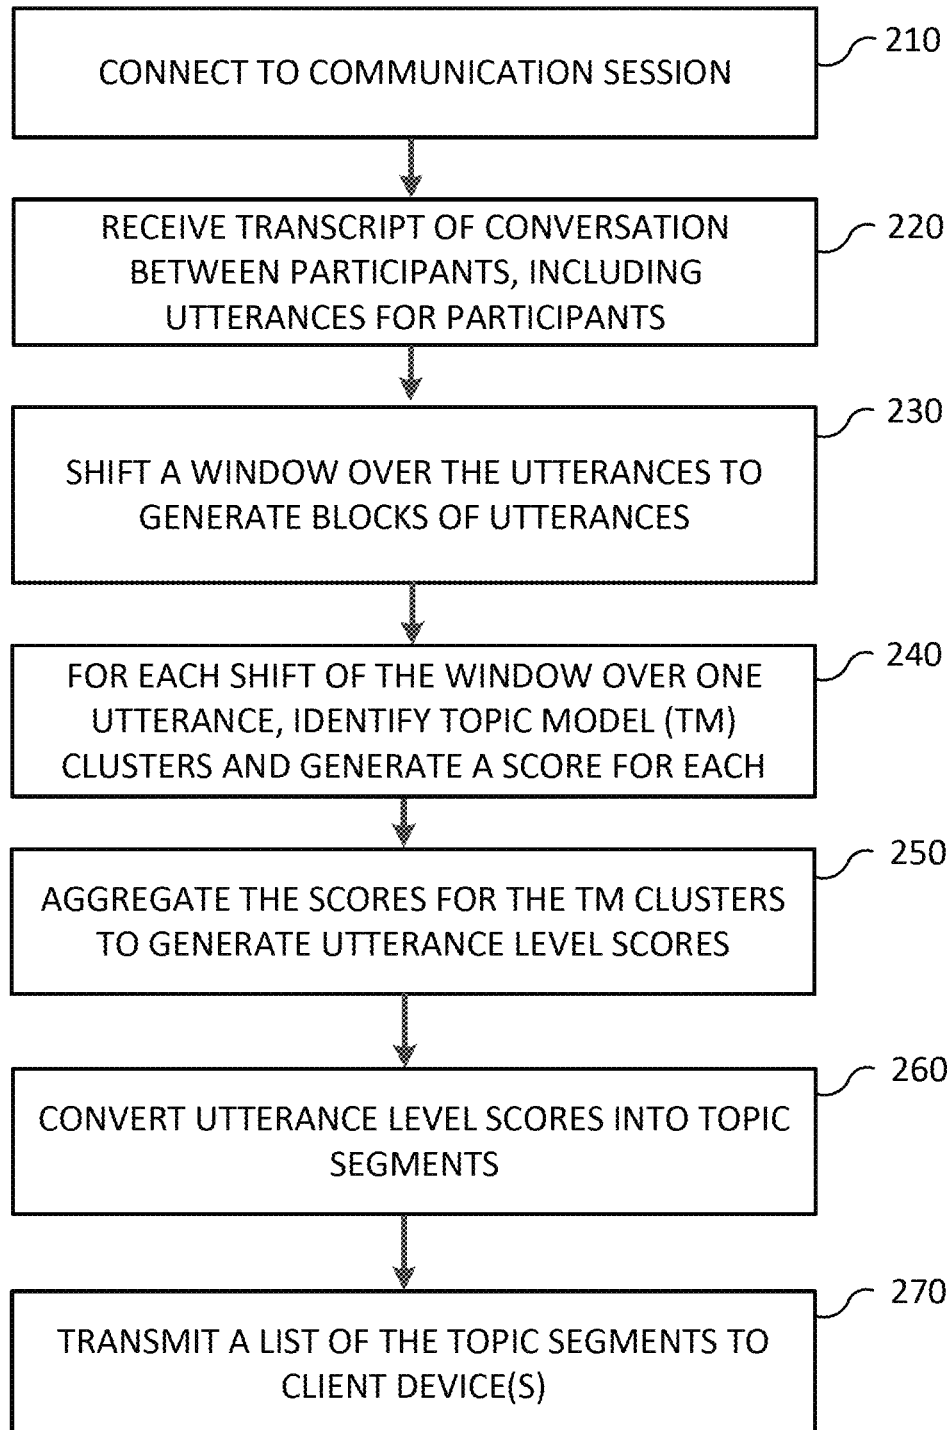 210
CONNECT TO COMMUNICATION SESSION
220
RECEIVE TRANSCRIPT OF CONVERSATION
BETWEEN PARTICIPANTS, INCLUDING
UTTERANCES FOR PARTICIPANTS
230
SHIFT A WINDOW OVER THE UTTERANCES TO
GENERATE BLOCKS OF UTTERANCES
240
FOR EACH SHIFT OF THE WINDOW OVER ONE
UTTERANCE, IDENTIFY TOPIC MODEL (TM)
CLUSTERS AND GENERATE A SCORE FOR EACH
250
AGGREGATE THE SCORES FOR THE TM CLUSTERS
TO GENERATE UTTERANCE LEVEL SCORES
260
CONVERT UTTERANCE LEVEL SCORES INTO TOPIC
SEGMENTS
270
TRANSMIT A LIST OF THE TOPIC SEGMENTS TO
CLIENT DEVICE(S)